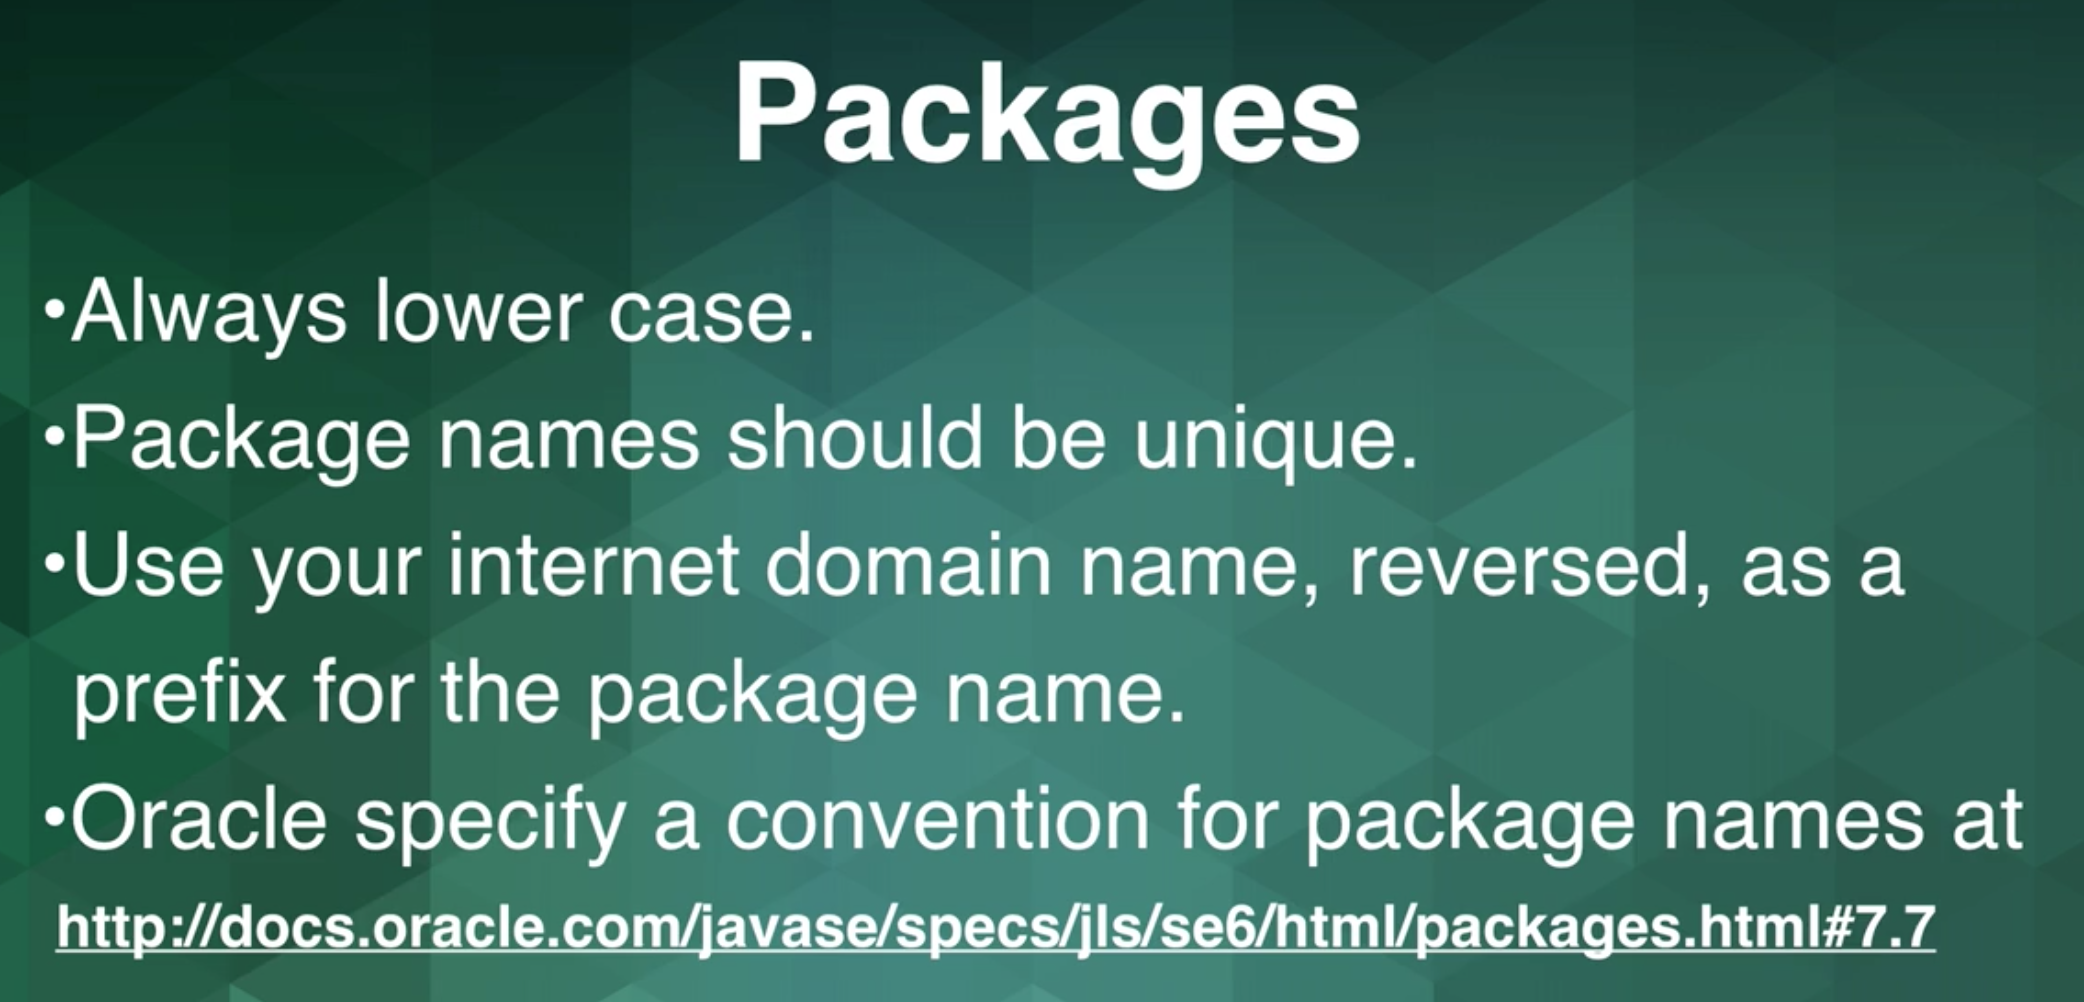 Packages
•Always lower case.
•Package names should be unique.
•Use your internet domain name, reversed, as a
prefix for the package name.
•Oracle specify a convention for package names at
http://docs.oracle.com/javase/specs/jls/se6/html/packages.html#7.7